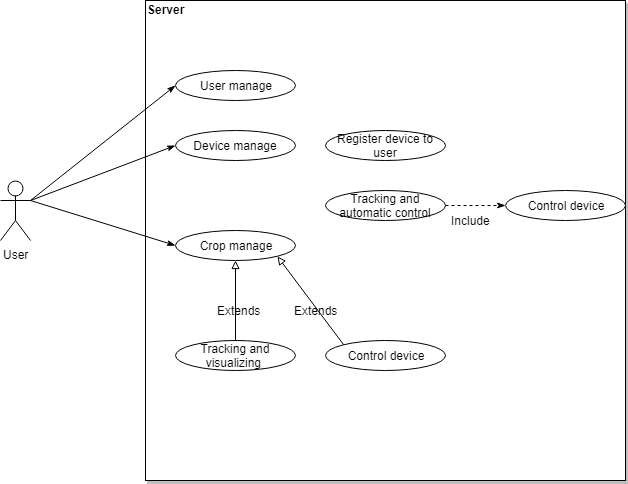 Server
User manage
Device manage
Register device to
user
Tracking and
automatic control
Include
Control device
User
Crop manage
Extends
Extends
Tracking and
visualizing
Control device